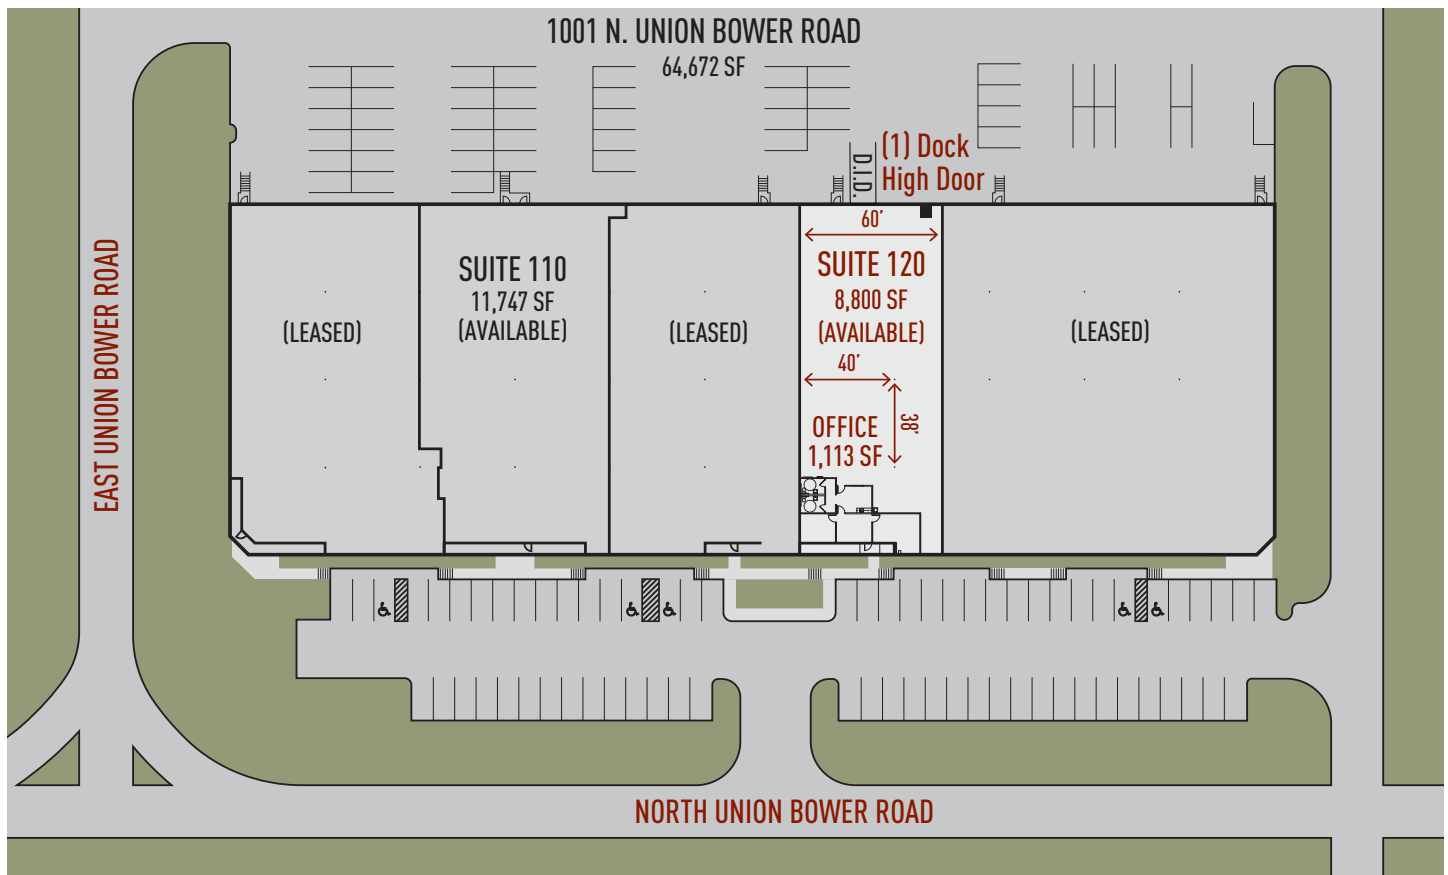 1001 N. UNION BOWER ROAD
64,672 SF
(1) Dock
High Door
D.I.D.
60'
SUITE 110
11,747 SF
(AVAILABLE)
SUITE 120
8,800 SF
(AVAILABLE)
(LEASED)
(LEASED)
(LEASED)
40'
38'
OFFICE
1,113 SF
EAST UNION BOWER ROAD
NORTH UNION BOWER ROAD